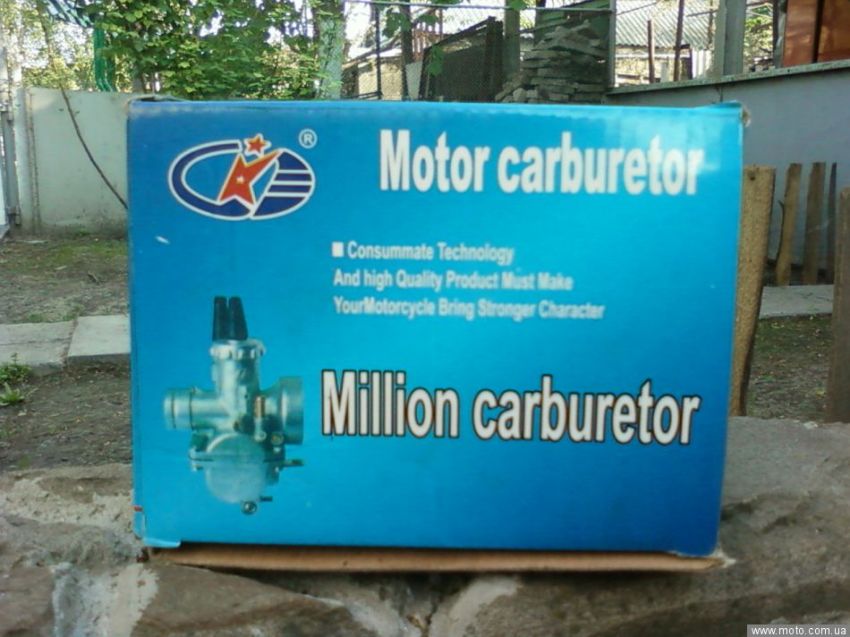 ®
Motor carburetor
Consummate Technology
And high Quality Product Must Make
YourMotorcycle Bring Stronger Character
Million carburetor
www.moto.com.ua